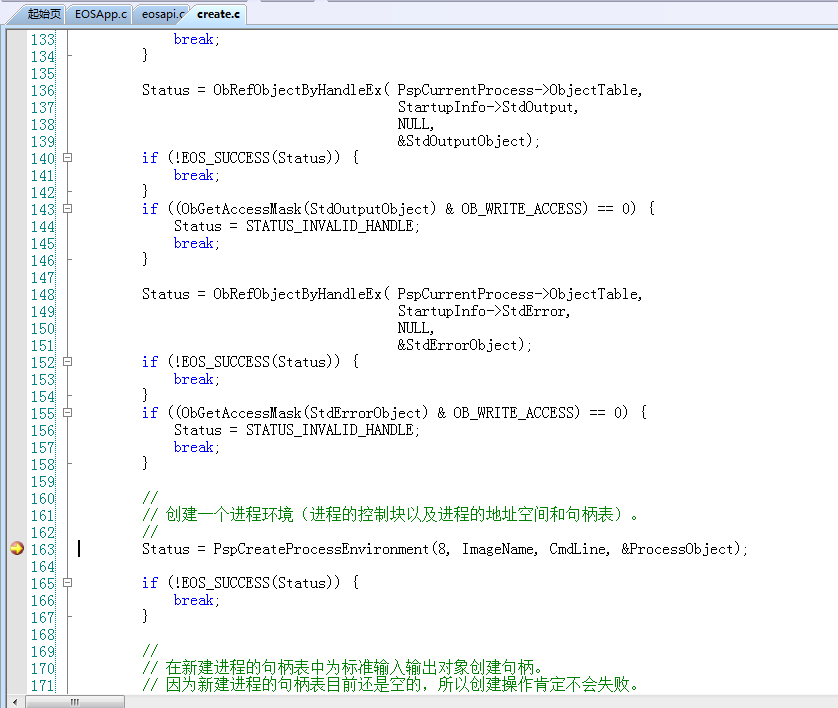 起始页 EOSApp.c eosapi.c create.c
133 break;
134 }
135
136 Status = ObRefObjectByHandleEx( PspCurrentProcess->ObjectTable,
137 StartupInfo->StdOutput,
138 NULL,
139 &StdOutputObject);
140 if (!EOS_SUCCESS(Status)) {
141 break;
142 }
143 if ((ObGetAccessMask(StdOutputObject) & OB_WRITE_ACCESS) == 0) {
144 Status = STATUS_INVALID_HANDLE;
145 break;
146 }
147
148 Status = ObRefObjectByHandleEx( PspCurrentProcess->ObjectTable,
149 StartupInfo->StdError,
150 NULL,
151 &StdErrorObject);
152 if (!EOS_SUCCESS(Status)) {
153 break;
154 }
155 if ((ObGetAccessMask(StdErrorObject) & OB_WRITE_ACCESS) == 0) {
156 Status = STATUS_INVALID_HANDLE;
157 break;
158 }
159
160 //
161 // 创建一个进程环境（进程的控制块以及进程的地址空间和句柄表）。
162 //
163 Status = PspCreateProcessEnvironment(8, ImageName, CmdLine, &ProcessObject);
164
165 if (!EOS_SUCCESS(Status)) {
166 break;
167 }
168
169 //
170 // 在新建进程的句柄表中为标准输入输出对象创建句柄。
171 // 因为新建进程的句柄表目前还是空的，所以创建操作肯定不会失败。